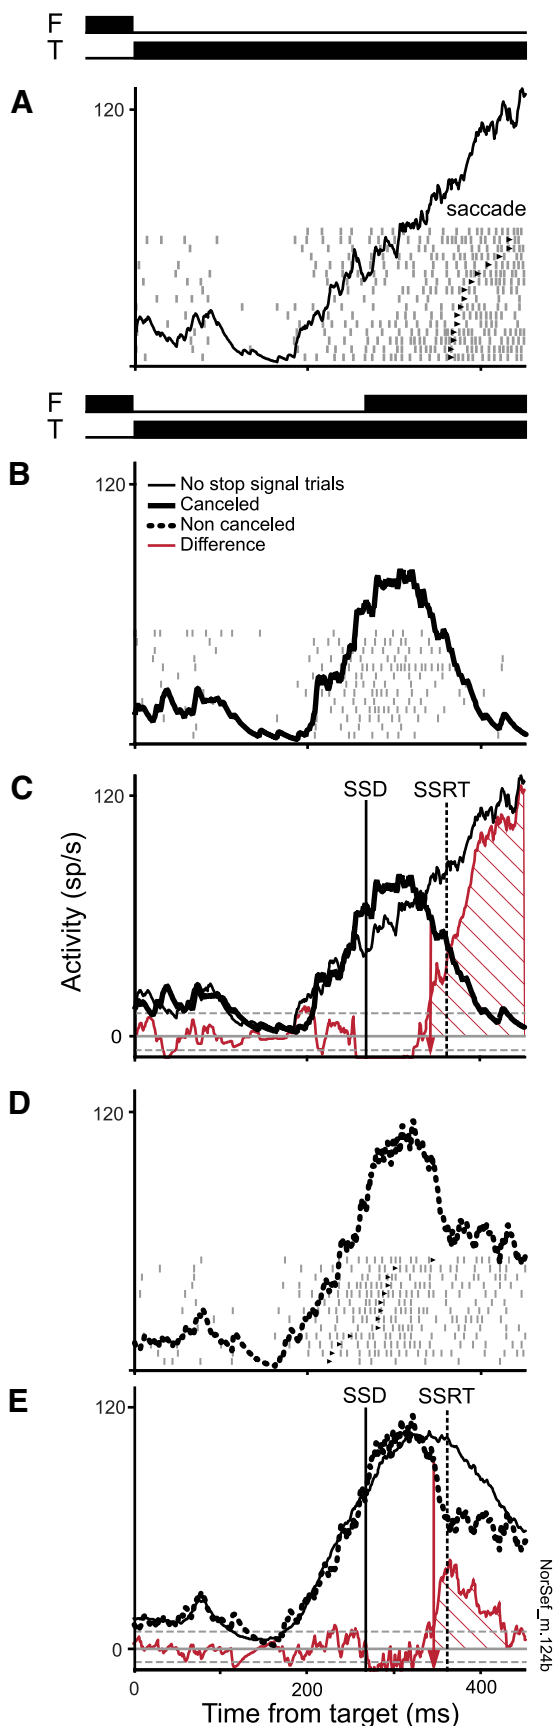 F
T
A
120
saccade
F
T
B
120
No stop signal trials
Canceled
Non canceled
Difference
C
SSD SSRT
120
Activity (sp/s)
0
D
120
E
SSD SSRT
120
0
NorSef_m.124b
0 200 400
Time from target (ms)